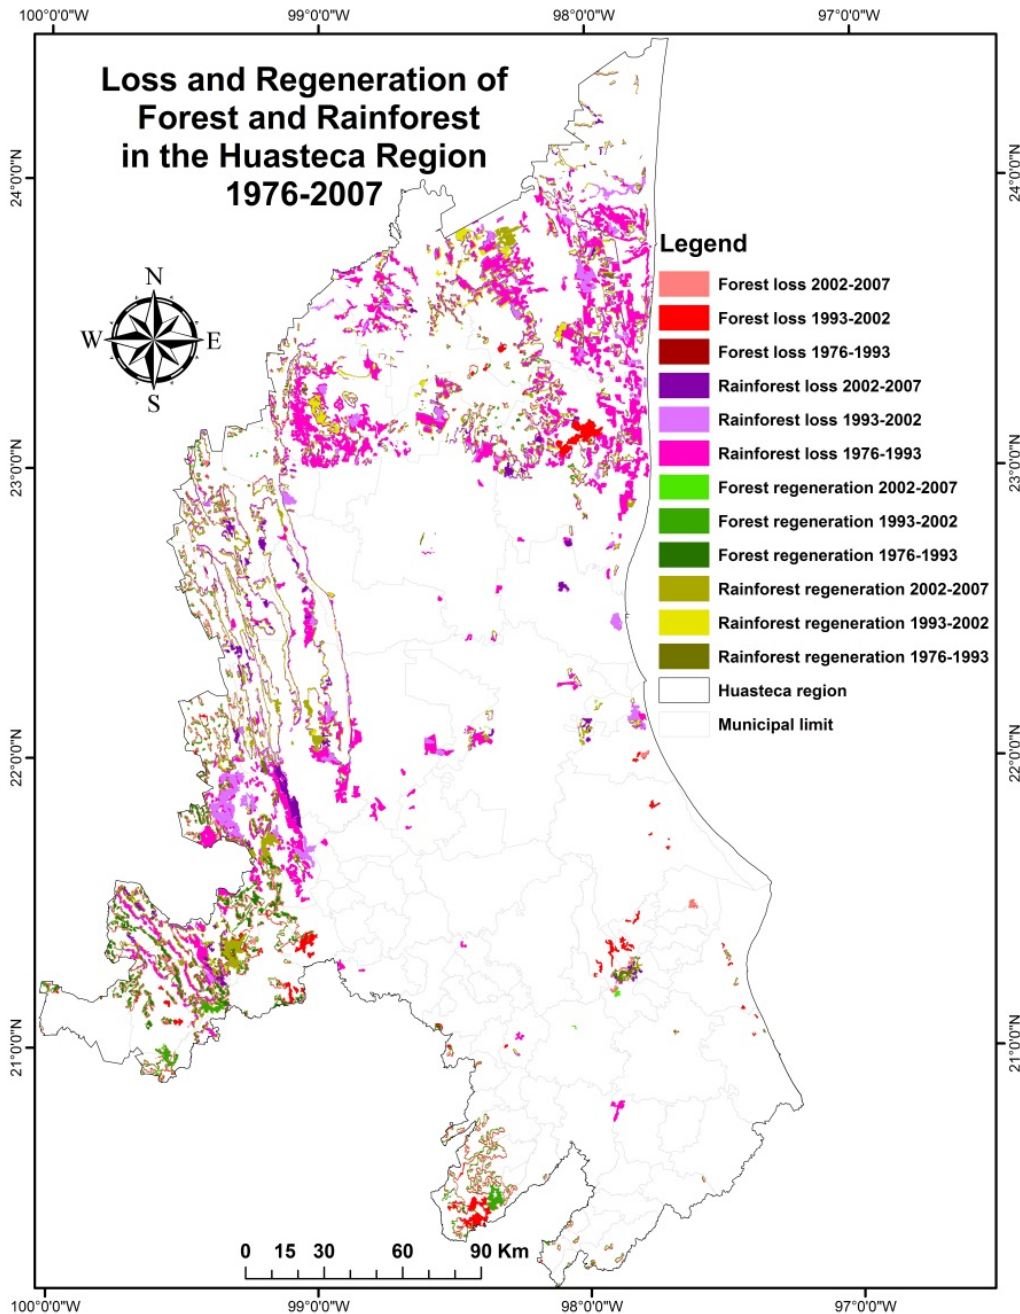 100°0'0"W 99°0'0"W 98°0'0"W 97°0'0"W
Loss and Regeneration of
Forest and Rainforest
in the Huasteca Region
1976-2007
24°0'0"N
24°0'0"N
N
W E
S
Legend
Forest loss 2002-2007
Forest loss 1993-2002
Forest loss 1976-1993
Rainforest loss 2002-2007
Rainforest loss 1993-2002
Rainforest loss 1976-1993
Forest regeneration 2002-2007
Forest regeneration 1993-2002
Forest regeneration 1976-1993
Rainforest regeneration 2002-2007
Rainforest regeneration 1993-2002
Rainforest regeneration 1976-1993
Huasteca region
Municipal limit
23°0'0"N
23°0'0"N
22°0'0"N
22°0'0"N
21°0'0"N
21°0'0"N
0 15 30 60 90 Km
100°0'0"W 99°0'0"W 98°0'0"W 97°0'0"W